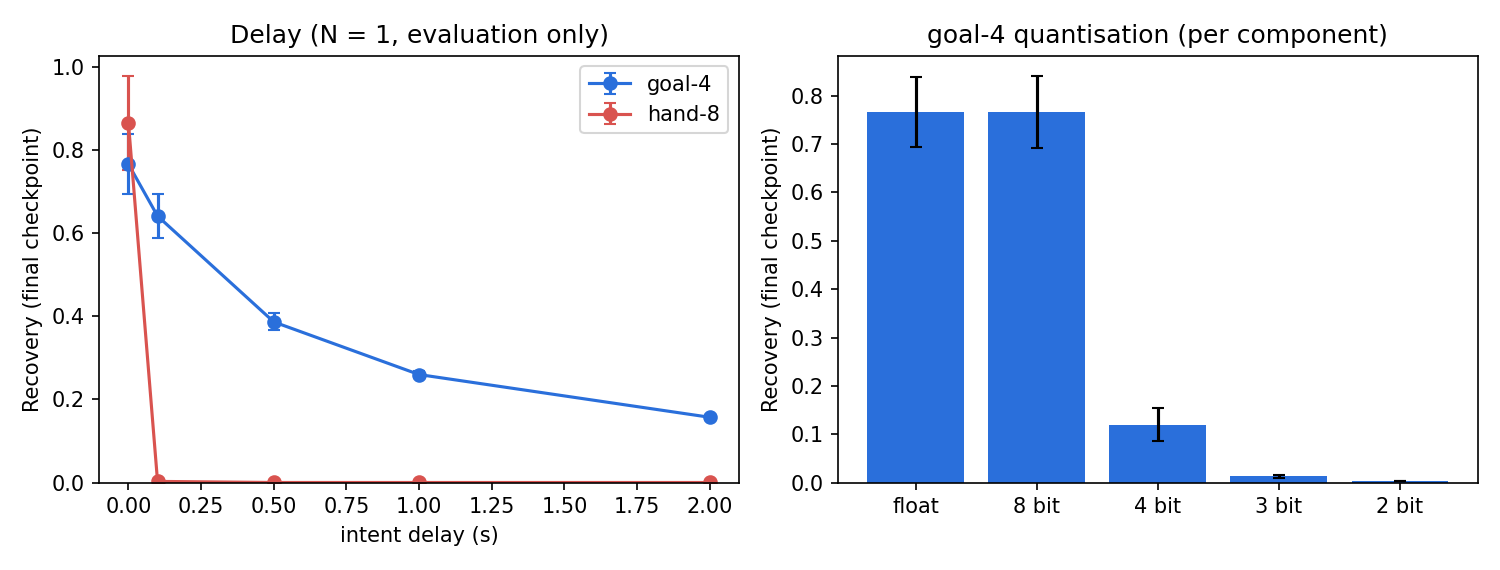 Delay (N = 1, evaluation only)
Recovery (final checkpoint)
1.0
0.8
0.6
0.4
0.2
0.0
goal-4
hand-8
0.00 0.25 0.50 0.75 1.00 1.25 1.50 1.75 2.00
intent delay (s)
goal-4 quantisation (per component)
Recovery (final checkpoint)
0.8
0.7
0.6
0.5
0.4
0.3
0.2
0.1
0.0
float 8 bit 4 bit 3 bit 2 bit